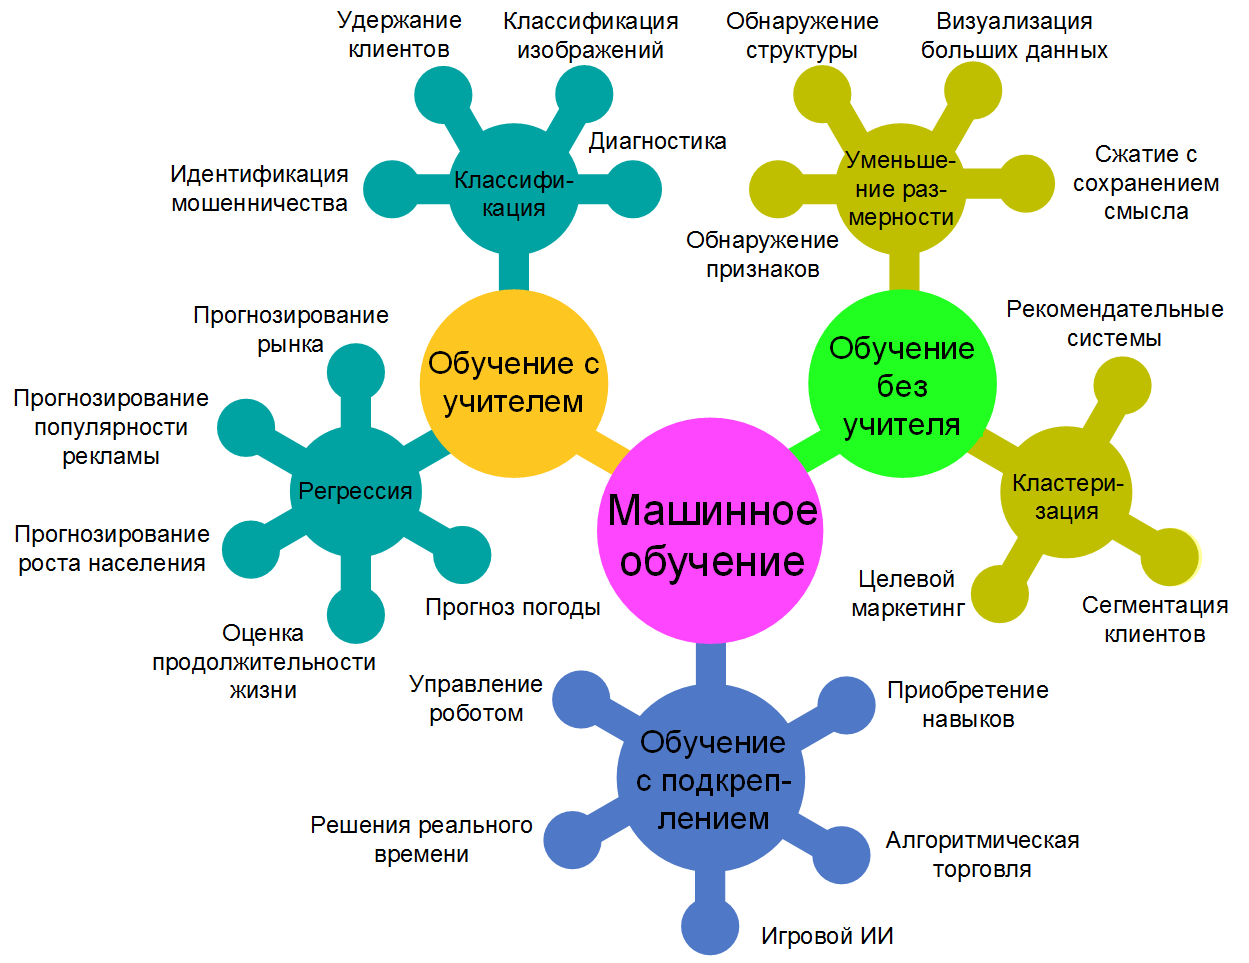 Удержание
клиентов
Классификация
изображений
Обнаружение
структуры
Визуализация
больших данных
Диагностика
Идентификация
мошенничества
Классифи-
кация
Уменьше-
ние раз-
мерности
Сжатие с
сохранением
смысла
Обнаружение
признаков
Прогнозирование
рынка
Обучение с
учителем
Обучение
без
учителя
Рекомендательные
системы
Прогнозирование
популярности
рекламы
Регрессия
Кластери-
зация
Машинное
обучение
Прогнозирование
роста населения
Прогноз погоды
Целевой
маркетинг
Сегментация
клиентов
Оценка
продолжительности
жизни
Управление
роботом
Приобретение
навыков
Обучение
с подкреп-
лением
Решения реального
времени
Алгоритмическая
торговля
Игровой ИИ